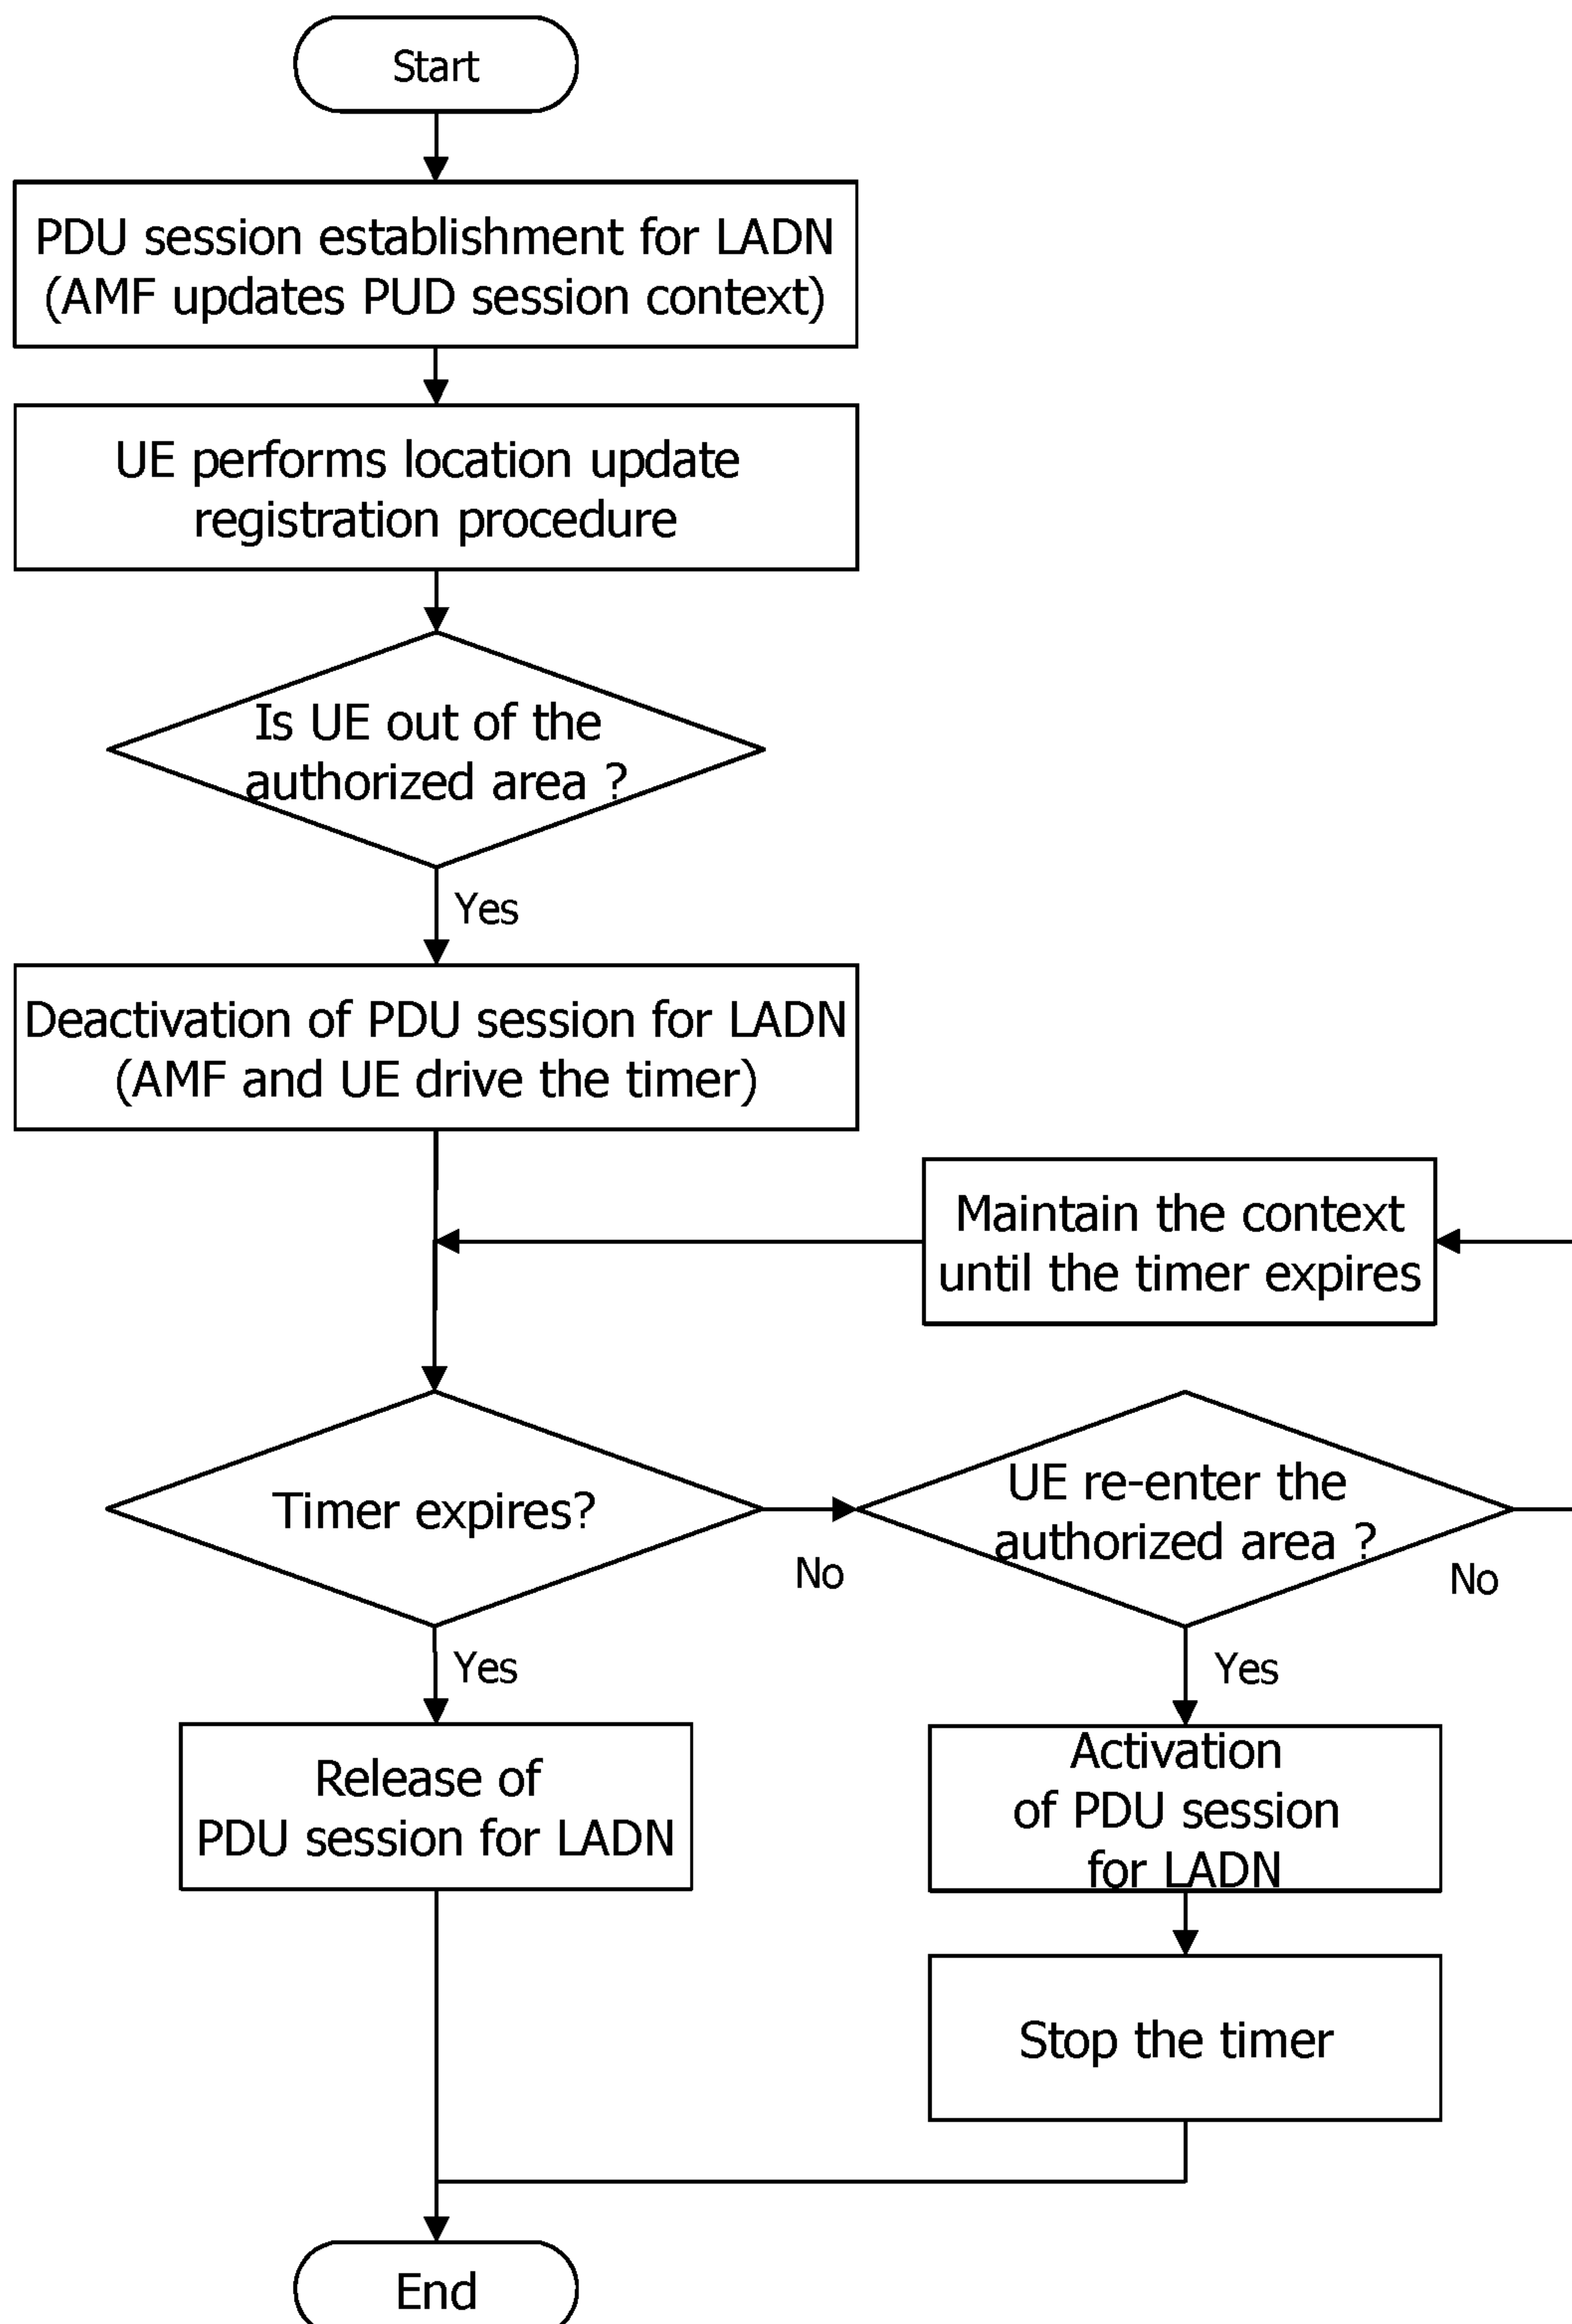 Start
PDU session establishment for LADN
(AMF updates PUD session context)
UE performs location update
registration procedure
Is UE out of the
authorized area ?
Yes
Deactivation of PDU session for LADN
(AMF and UE drive the timer)
Maintain the context
until the timer expires
Timer expires?
No
UE re-enter the
authorized area ?
No
Yes
Yes
Release of
PDU session for LADN
Activation
of PDU session
for LADN
Stop the timer
End